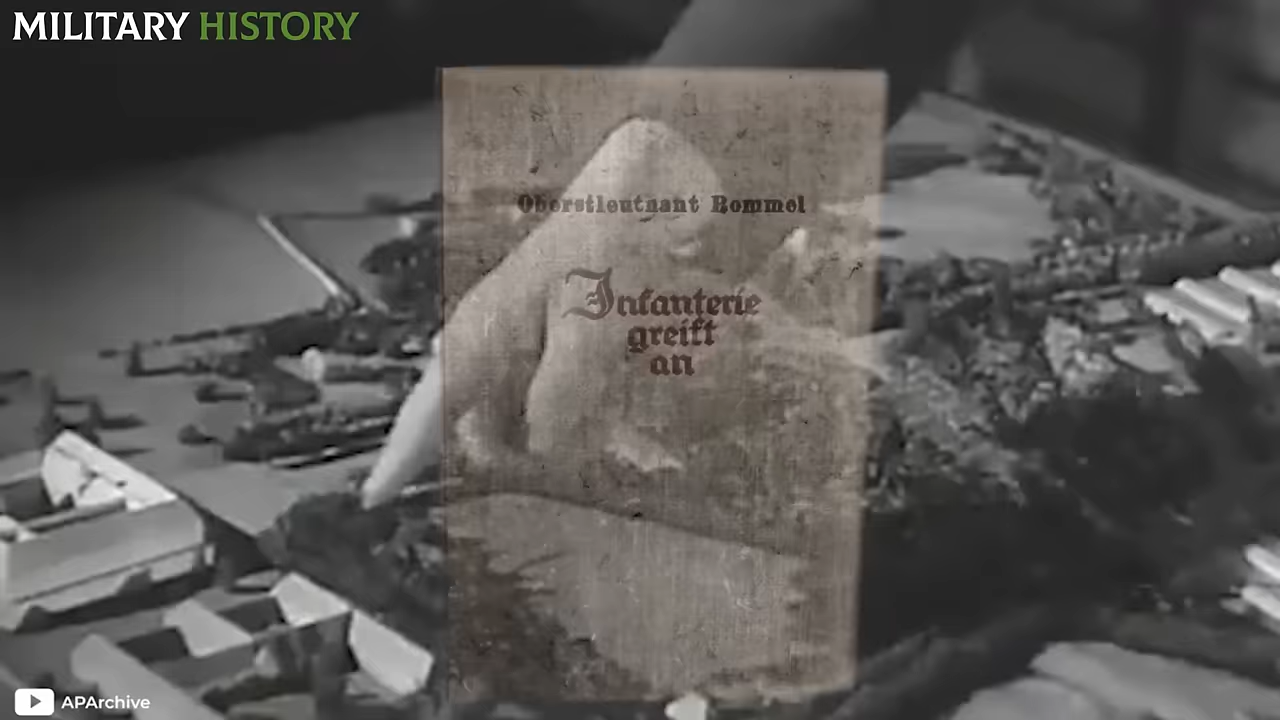 MILITARY HISTORY
Oberstleutnant Rommel
Infanterie
greift
an
APArchive